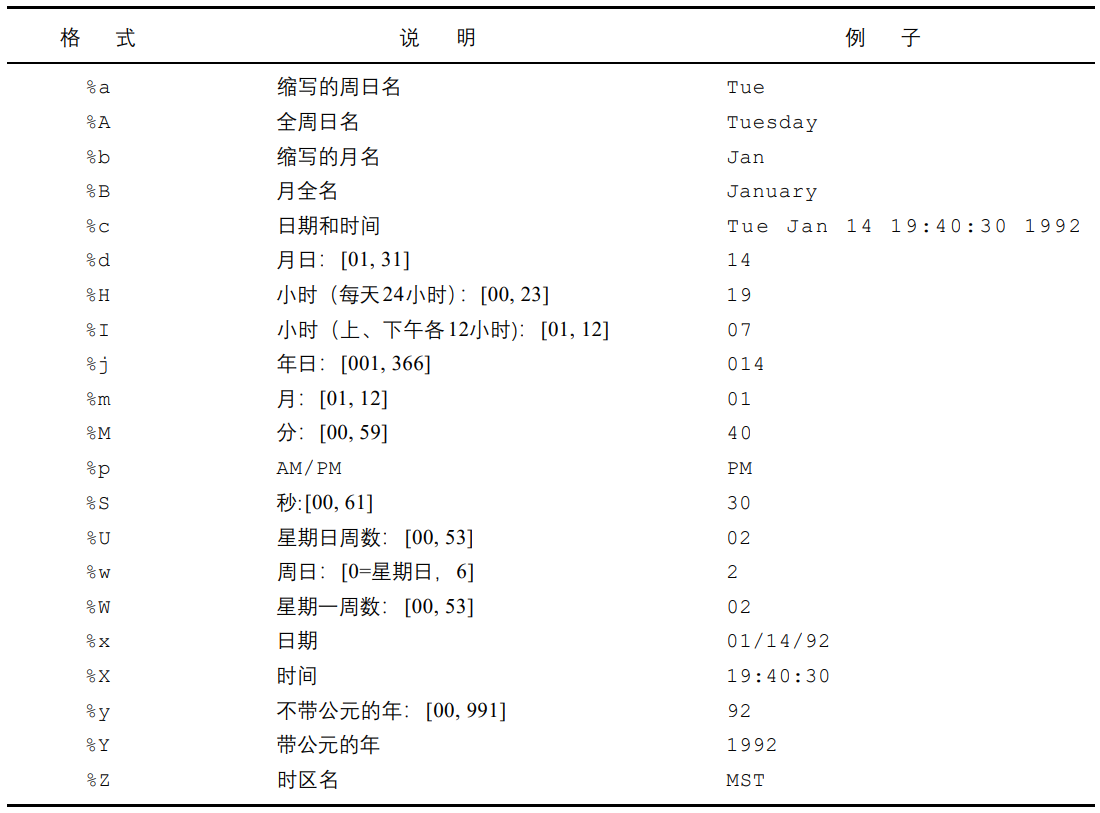 格 式 说 明 例 子
%a 缩写的周日名 Tue
%A 全周日名 Tuesday
%b 缩写的月名 Jan
%B 月全名 January
%c 日期和时间 Tue Jan 14 19:40:30 1992
%d 月日：[01, 31] 14
%H 小时（每天24小时）：[00, 23] 19
%I 小时（上、下午各12小时)：[01, 12] 07
%j 年日：[001, 366] 014
%m 月：[01, 12] 01
%M 分：[00, 59] 40
%p AM/PM PM
%S 秒:[00, 61] 30
%U 星期日周数：[00, 53] 02
%w 周日：[0=星期日，6] 2
%W 星期一周数：[00, 53] 02
%x 日期 01/14/92
%X 时间 19:40:30
%y 不带公元的年：[00, 991] 92
%Y 带公元的年 1992
%Z 时区名 MST